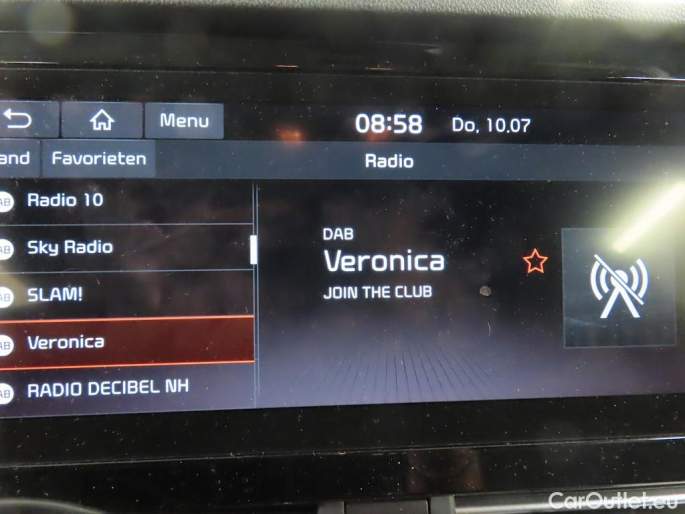 Menu
08:58
Do, 10.07
and
Favorieten
Radio
Radio 10
Sky Radio
SLAM!
Veronica
RADIO DECIBEL NH
DAB
Veronica
JOIN THE CLUB
CarOutlet.eu